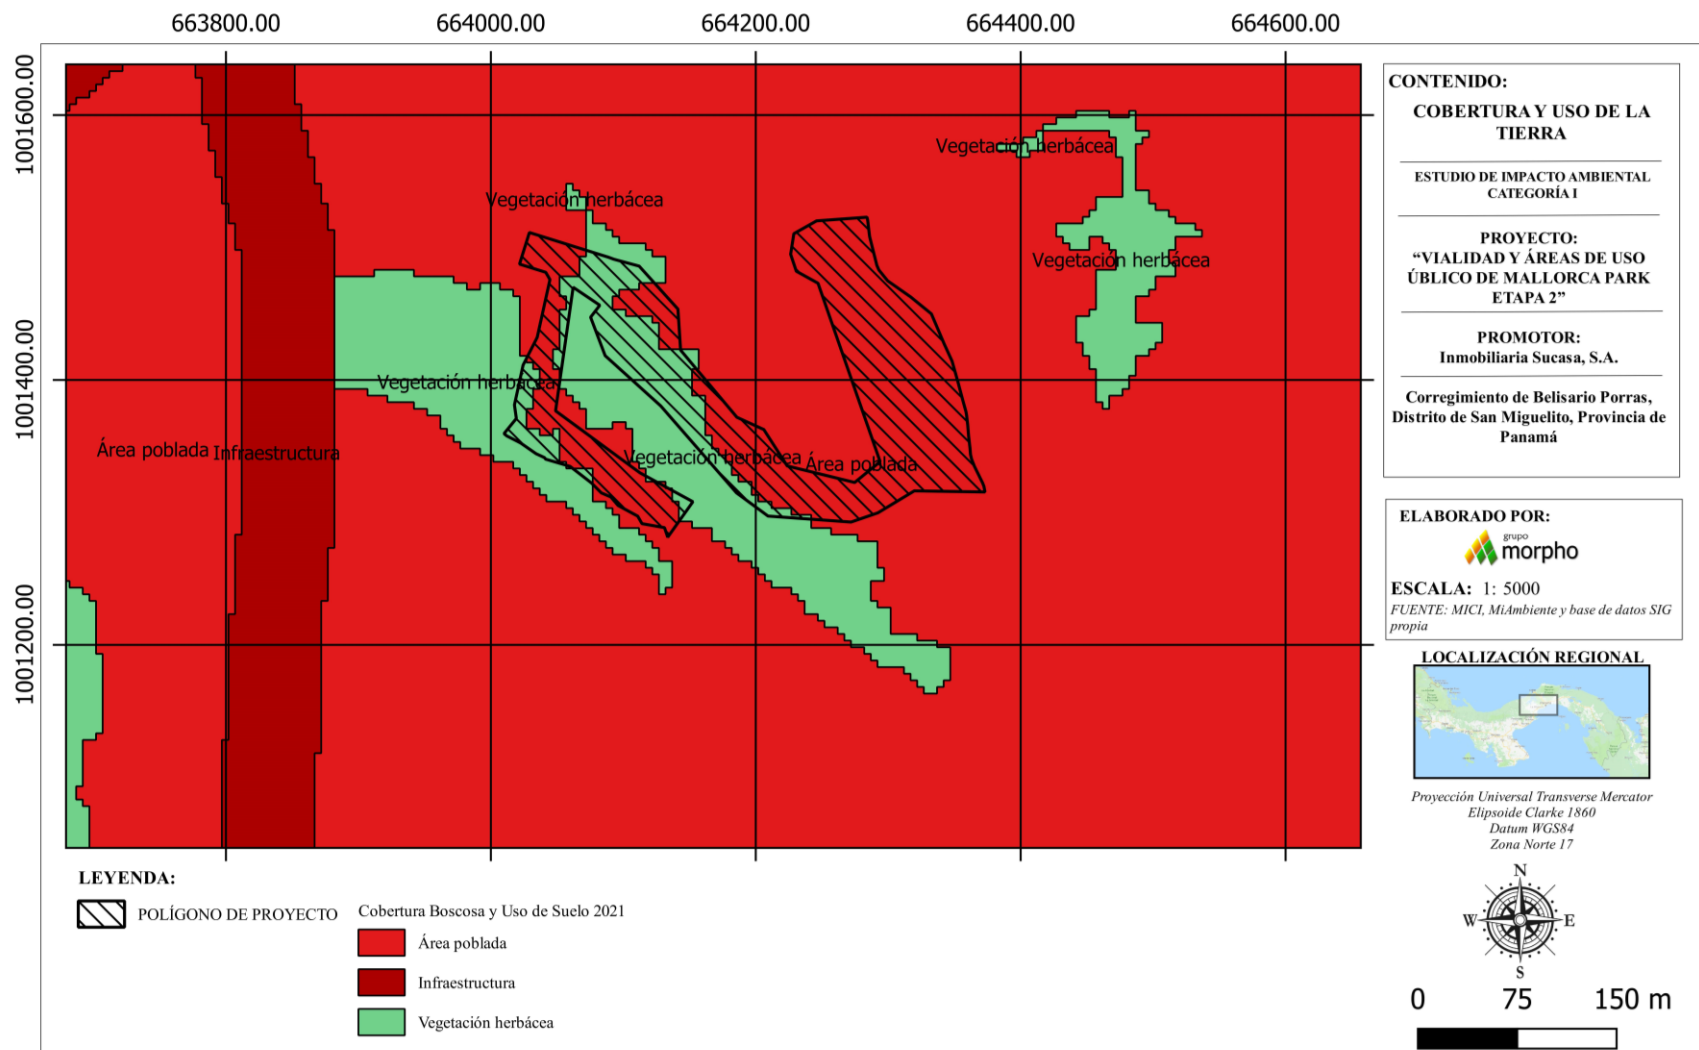 663800.00
664000.00
664200.00
664400.00
664600.00
1001600.00
1001400.00
1001200.00
Vegetación herbácea
Vegetación herbácea
Vegetación herbácea
Vegetación herbácea
Área poblada
Infraestructura
Vegetación herbácea
Área poblada
CONTENIDO:
COBERTURA Y USO DE LA
TIERRA
ESTUDIO DE IMPACTO AMBIENTAL
CATEGORÍA I
PROYECTO:
“VIALIDAD Y ÁREAS DE USO
ÚBLICO DE MALLORCA PARK
ETAPA 2”
PROMOTOR:
Inmobiliaria Sucasa, S.A.
Corregimiento de Belisario Porras,
Distrito de San Miguelito, Provincia de
Panamá
ELABORADO POR:
grupo
morpho
ESCALA: 1: 5000
FUENTE: MICI, MiAmbiente y base de datos SIG
propia
LOCALIZACIÓN REGIONAL
Proyección Universal Transverse Mercator
Elipsoide Clarke 1860
Datum WGS84
Zona Norte 17
N
W
E
S
0 75 150 m
LEYENDA:
POLÍGONO DE PROYECTO
Cobertura Boscosa y Uso de Suelo 2021
Área poblada
Infraestructura
Vegetación herbácea